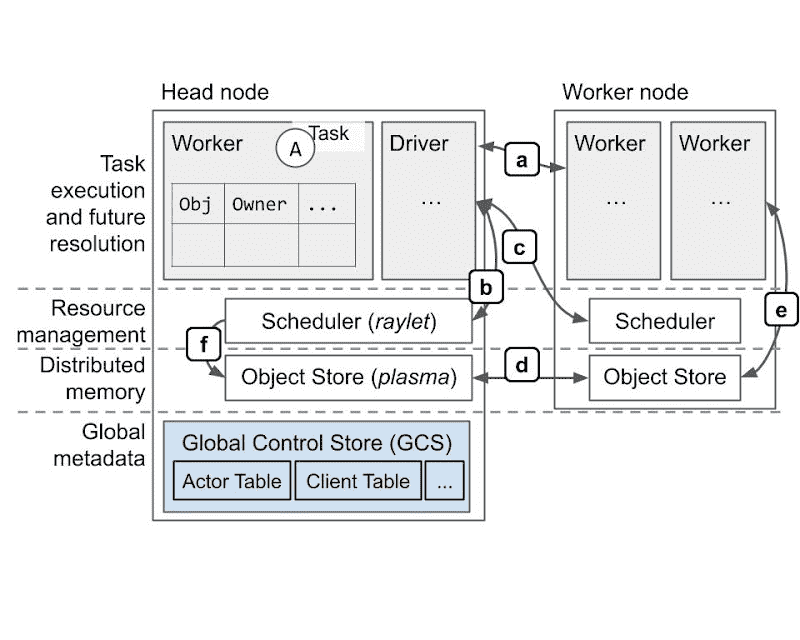 Head node
Worker node
Task
execution
and future
resolution
Worker
Task
A
Obj
Owner
...
Driver
...
a
Worker
...
Worker
...
c
b
e
Resource
management
Scheduler (raylet)
Scheduler
f
Distributed
memory
Object Store (plasma)
d
Object Store
Global
metadata
Global Control Store (GCS)
Actor Table
Client Table
...